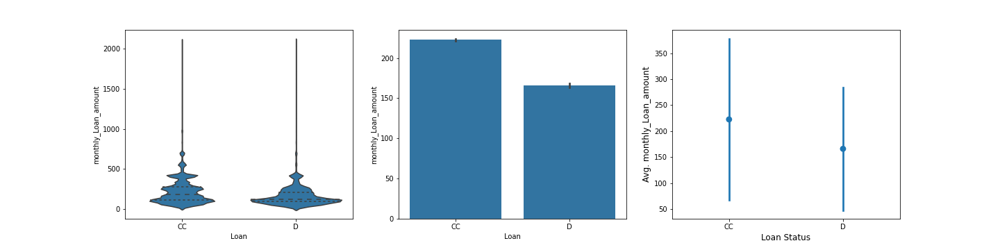 monthly_Loan_amount
2000
1500
1000
500
0
CC
D
Loan
monthly_Loan_amount
200
150
100
50
0
CC
D
Loan
Avg. monthly_Loan_amount
350
300
250
200
150
100
50
CC
D
Loan Status